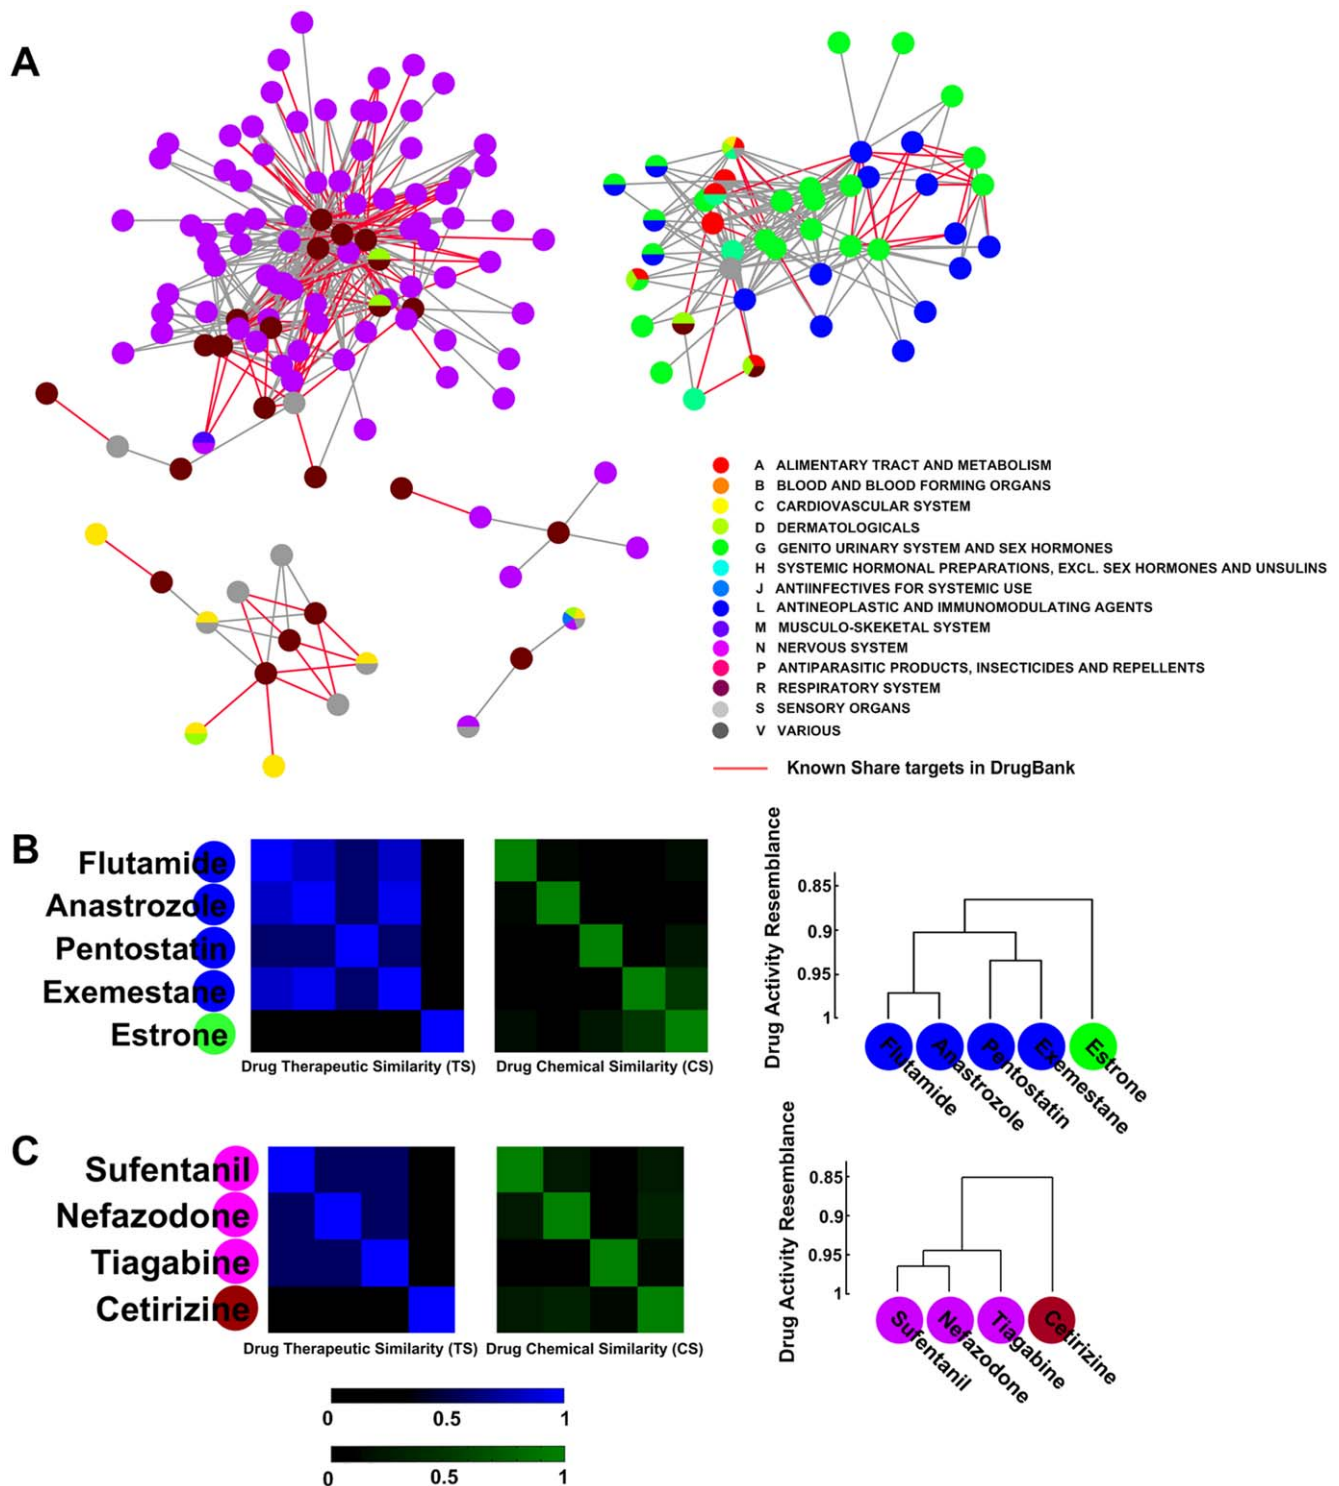 A
A ALIMENTARY TRACT AND METABOLISM
B BLOOD AND BLOOD FORMING ORGANS
C CARDIOVASCULAR SYSTEM
D DERMATOLOGICALS
G GENITO URINARY SYSTEM AND SEX HORMONES
H SYSTEMIC HORMONAL PREPARATIONS, EXCL. SEX HORMONES AND UNSULINS
J ANTIINFECTIVES FOR SYSTEMIC USE
L ANTINEOPLASTIC AND IMMUNOMODULATING AGENTS
M MUSCULO-SKEKETAL SYSTEM
N NERVOUS SYSTEM
P ANTIPARASITIC PRODUCTS, INSECTICIDES AND REPELLENTS
R RESPIRATORY SYSTEM
S SENSORY ORGANS
V VARIOUS
Known Share targets in DrugBank
B
Flutamide
Anastrozole
Pentostatin
Exemestane
Estrone
Drug Therapeutic Similarity (TS)
Drug Chemical Similarity (CS)
Drug Activity Resemblance
0.85
0.9
0.95
1
Flutamide
Anastrozole
Pentostatin
Exemestane
Estrone
C
Sufentanil
Nefazodone
Tiagabine
Cetirizine
Drug Therapeutic Similarity (TS)
Drug Chemical Similarity (CS)
Drug Activity Resemblance
0.85
0.9
0.95
1
Sufentanil
Nefazodone
Tiagabine
Cetirizine
0 0.5 1
0 0.5 1